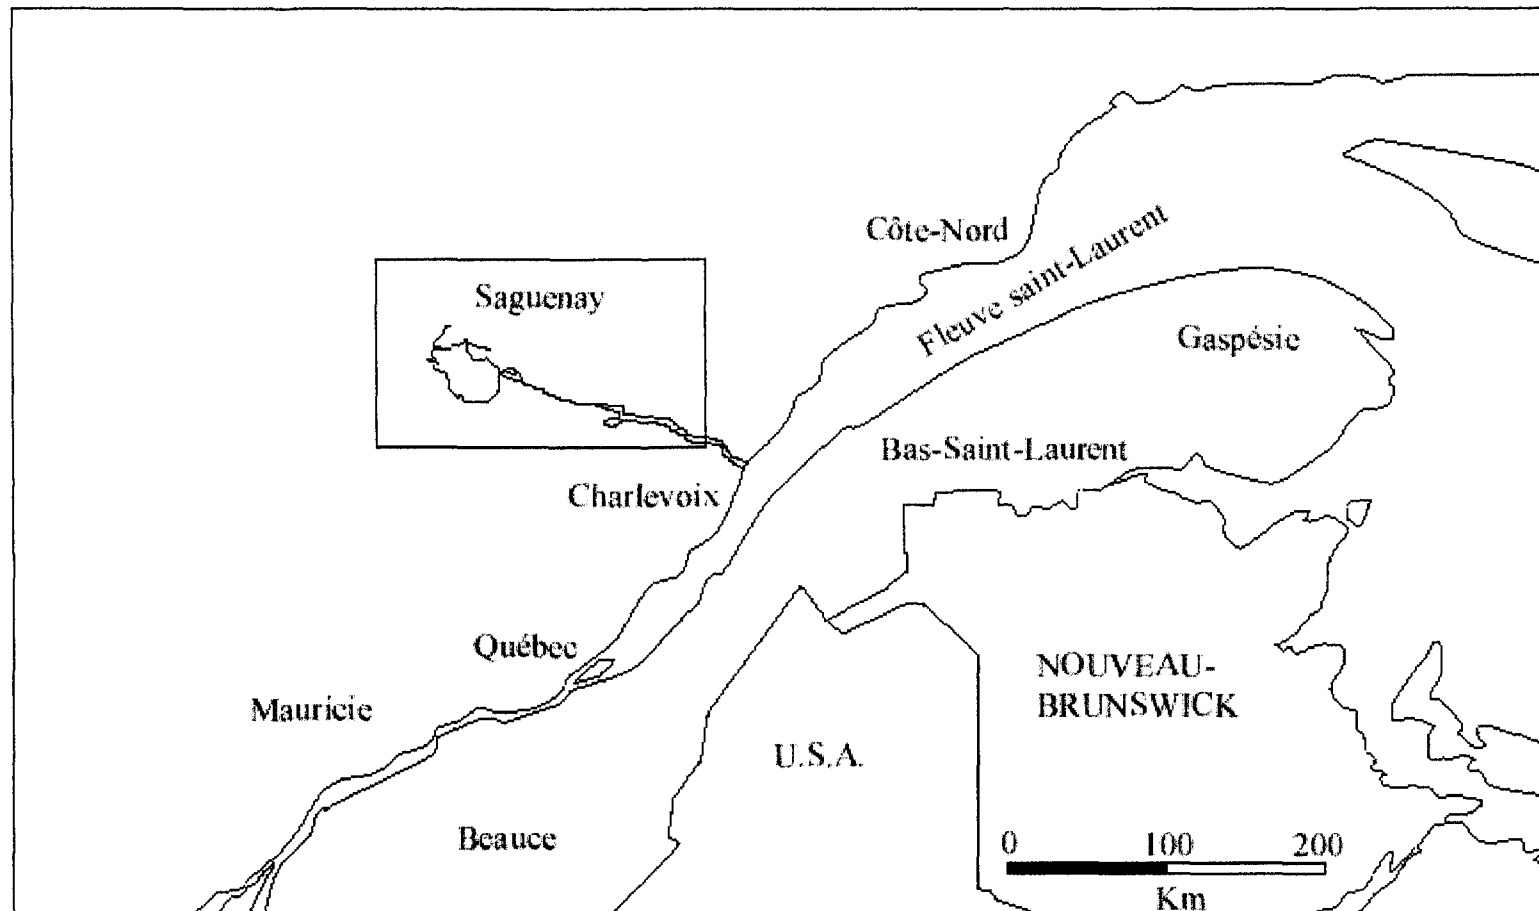 Côte-Nord
Fleuve saint-Laurent
Saguenay
Gaspésie
Bas-Saint-Laurent
Charlevoix
Québec
NOUVEAU-
BRUNSWICK
Mauricie
U.S.A.
Beauce
0 100 200
Km